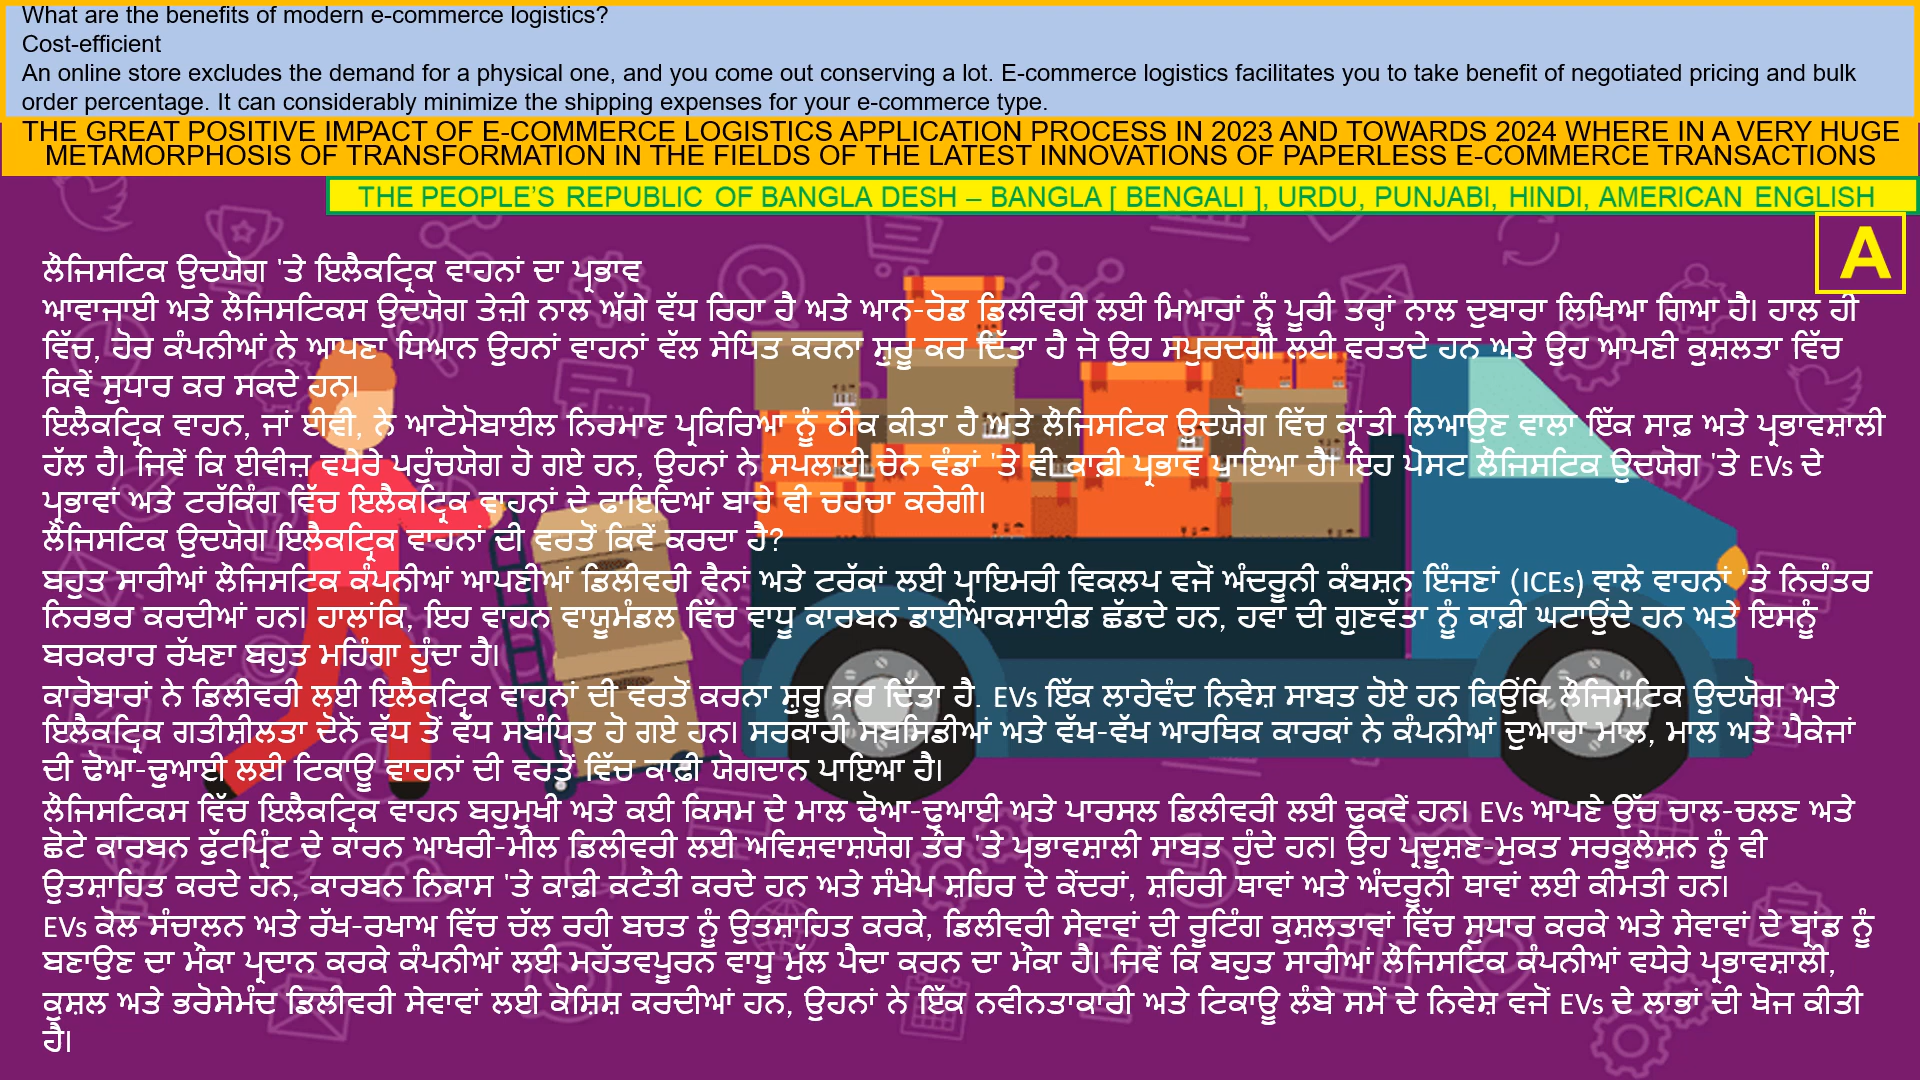 What are the benefits of modern e-commerce logistics?
Cost-efficient
An online store excludes the demand for a physical one, and you come out conserving a lot. E-commerce logistics facilitates you to take benefit of negotiated pricing and bulk
order percentage. It can considerably minimize the shipping expenses for your e-commerce type.
THE GREAT POSITIVE IMPACT OF E-COMMERCE LOGISTICS APPLICATION PROCESS IN 2023 AND TOWARDS 2024 WHERE IN A VERY HUGE
METAMORPHOSIS OF TRANSFORMATION IN THE FIELDS OF THE LATEST INNOVATIONS OF PAPERLESS E-COMMERCE TRANSACTIONS
THE PEOPLE’S REPUBLIC OF BANGLA DESH – BANGLA [ BENGALI ], URDU, PUNJABI, HINDI, AMERICAN ENGLISH
A
ਲੌਜਿਸਟਿਕ ਉਦਯੋਗ 'ਤੇ ਇਲੈਕਟ੍ਰਿਕ ਵਾਹਨਾਂ ਦਾ ਪ੍ਰਭਾਵ
ਆਵਾਜਾਈ ਅਤੇ ਲੌਜਿਸਟਿਕਸ ਉਦਯੋਗ ਤੇਜ਼ੀ ਨਾਲ ਅੱਗੇ ਵੱਧ ਰਿਹਾ ਹੈ ਅਤੇ ਆਨ-ਰੋਡ ਡਿਲੀਵਰੀ ਲਈ ਮਿਆਰਾਂ ਨੂੰ ਪੂਰੀ ਤਰ੍ਹਾਂ ਨਾਲ ਦੁਬਾਰਾ ਲਿਖਿਆ ਗਿਆ ਹੈ। ਹਾਲ ਹੀ
ਵਿੱਚ, ਹੋਰ ਕੰਪਨੀਆਂ ਨੇ ਆਪਣਾ ਧਿਆਨ ਉਹਨਾਂ ਵਾਹਨਾਂ ਵੱਲ ਸੇਧਿਤ ਕਰਨਾ ਸ਼ੁਰੂ ਕਰ ਦਿੱਤਾ ਹੈ ਜੋ ਉਹ ਸਪੁਰਦਗੀ ਲਈ ਵਰਤਦੇ ਹਨ ਅਤੇ ਉਹ ਆਪਣੀ ਕੁਸ਼ਲਤਾ ਵਿੱਚ
ਕਿਵੇਂ ਸੁਧਾਰ ਕਰ ਸਕਦੇ ਹਨ।
ਇਲੈਕਟ੍ਰਿਕ ਵਾਹਨ, ਜਾਂ ਈਵੀ, ਨੇ ਆਟੋਮੋਬਾਈਲ ਨਿਰਮਾਣ ਪ੍ਰਕਿਰਿਆ ਨੂੰ ਠੀਕ ਕੀਤਾ ਹੈ ਅਤੇ ਲੌਜਿਸਟਿਕ ਉਦਯੋਗ ਵਿੱਚ ਕ੍ਰਾਂਤੀ ਲਿਆਉਣ ਵਾਲਾ ਇੱਕ ਸਾਫ਼ ਅਤੇ ਪ੍ਰਭਾਵਸ਼ਾਲੀ
ਹੱਲ ਹੈ। ਜਿਵੇਂ ਕਿ ਈਵੀਜ਼ ਵਧੇਰੇ ਪਹੁੰਚਯੋਗ ਹੋ ਗਏ ਹਨ, ਉਹਨਾਂ ਨੇ ਸਪਲਾਈ ਚੇਨ ਵੰਡਾਂ 'ਤੇ ਵੀ ਕਾਫ਼ੀ ਪ੍ਰਭਾਵ ਪਾਇਆ ਹੈ। ਇਹ ਪੋਸਟ ਲੌਜਿਸਟਿਕ ਉਦਯੋਗ 'ਤੇ EVs ਦੇ
ਪ੍ਰਭਾਵਾਂ ਅਤੇ ਟਰੱਕਿੰਗ ਵਿੱਚ ਇਲੈਕਟ੍ਰਿਕ ਵਾਹਨਾਂ ਦੇ ਫਾਇਦਿਆਂ ਬਾਰੇ ਵੀ ਚਰਚਾ ਕਰੇਗੀ।
ਲੌਜਿਸਟਿਕ ਉਦਯੋਗ ਇਲੈਕਟ੍ਰਿਕ ਵਾਹਨਾਂ ਦੀ ਵਰਤੋਂ ਕਿਵੇਂ ਕਰਦਾ ਹੈ?
ਬਹੁਤ ਸਾਰੀਆਂ ਲੌਜਿਸਟਿਕ ਕੰਪਨੀਆਂ ਆਪਣੀਆਂ ਡਿਲੀਵਰੀ ਵੈਨਾਂ ਅਤੇ ਟਰੱਕਾਂ ਲਈ ਪ੍ਰਾਇਮਰੀ ਵਿਕਲਪ ਵਜੋਂ ਅੰਦਰੂਨੀ ਕੰਬਸ਼ਨ ਇੰਜਣਾਂ (ICEs) ਵਾਲੇ ਵਾਹਨਾਂ 'ਤੇ ਨਿਰੰਤਰ
ਨਿਰਭਰ ਕਰਦੀਆਂ ਹਨ। ਹਾਲਾਂਕਿ, ਇਹ ਵਾਹਨ ਵਾਯੂਮੰਡਲ ਵਿੱਚ ਵਾਧੂ ਕਾਰਬਨ ਡਾਈਆਕਸਾਈਡ ਛੱਡਦੇ ਹਨ, ਹਵਾ ਦੀ ਗੁਣਵੱਤਾ ਨੂੰ ਕਾਫ਼ੀ ਘਟਾਉਂਦੇ ਹਨ ਅਤੇ ਇਸਨੂੰ
ਬਰਕਰਾਰ ਰੱਖਣਾ ਬਹੁਤ ਮਹਿੰਗਾ ਹੁੰਦਾ ਹੈ।
ਕਾਰੋਬਾਰਾਂ ਨੇ ਡਿਲੀਵਰੀ ਲਈ ਇਲੈਕਟ੍ਰਿਕ ਵਾਹਨਾਂ ਦੀ ਵਰਤੋਂ ਕਰਨਾ ਸ਼ੁਰੂ ਕਰ ਦਿੱਤਾ ਹੈ. EVs ਇੱਕ ਲਾਹੇਵੰਦ ਨਿਵੇਸ਼ ਸਾਬਤ ਹੋਏ ਹਨ ਕਿਉਂਕਿ ਲੌਜਿਸਟਿਕ ਉਦਯੋਗ ਅਤੇ
ਇਲੈਕਟ੍ਰਿਕ ਗਤੀਸ਼ੀਲਤਾ ਦੋਨੋਂ ਵੱਧ ਤੋਂ ਵੱਧ ਸਬੰਧਿਤ ਹੋ ਗਏ ਹਨ। ਸਰਕਾਰੀ ਸਬਸਿਡੀਆਂ ਅਤੇ ਵੱਖ-ਵੱਖ ਆਰਥਿਕ ਕਾਰਕਾਂ ਨੇ ਕੰਪਨੀਆਂ ਦੁਆਰਾ ਮਾਲ, ਮਾਲ ਅਤੇ ਪੈਕੇਜਾਂ
ਦੀ ਢੋਆ-ਢੁਆਈ ਲਈ ਟਿਕਾਊ ਵਾਹਨਾਂ ਦੀ ਵਰਤੋਂ ਵਿੱਚ ਕਾਫ਼ੀ ਯੋਗਦਾਨ ਪਾਇਆ ਹੈ।
ਲੌਜਿਸਟਿਕਸ ਵਿੱਚ ਇਲੈਕਟ੍ਰਿਕ ਵਾਹਨ ਬਹੁਮੁਖੀ ਅਤੇ ਕਈ ਕਿਸਮ ਦੇ ਮਾਲ ਢੋਆ-ਢੁਆਈ ਅਤੇ ਪਾਰਸਲ ਡਿਲੀਵਰੀ ਲਈ ਢੁਕਵੇਂ ਹਨ। EVs ਆਪਣੇ ਉੱਚ ਚਾਲ-ਚਲਣ ਅਤੇ
ਛੋਟੇ ਕਾਰਬਨ ਫੁੱਟਪ੍ਰਿੰਟ ਦੇ ਕਾਰਨ ਆਖਰੀ-ਮੀਲ ਡਿਲੀਵਰੀ ਲਈ ਅਵਿਸ਼ਵਾਸ਼ਯੋਗ ਤੌਰ 'ਤੇ ਪ੍ਰਭਾਵਸ਼ਾਲੀ ਸਾਬਤ ਹੁੰਦੇ ਹਨ। ਉਹ ਪ੍ਰਦੂਸ਼ਣ-ਮੁਕਤ ਸਰਕੂਲੇਸ਼ਨ ਨੂੰ ਵੀ
ਉਤਸ਼ਾਹਿਤ ਕਰਦੇ ਹਨ, ਕਾਰਬਨ ਨਿਕਾਸ 'ਤੇ ਕਾਫ਼ੀ ਕਟੌਤੀ ਕਰਦੇ ਹਨ ਅਤੇ ਸੰਖੇਪ ਸ਼ਹਿਰ ਦੇ ਕੇਂਦਰਾਂ, ਸ਼ਹਿਰੀ ਥਾਵਾਂ ਅਤੇ ਅੰਦਰੂਨੀ ਥਾਵਾਂ ਲਈ ਕੀਮਤੀ ਹਨ।
EVs ਕੋਲ ਸੰਚਾਲਨ ਅਤੇ ਰੱਖ-ਰਖਾਅ ਵਿੱਚ ਚੱਲ ਰਹੀ ਬਚਤ ਨੂੰ ਉਤਸ਼ਾਹਿਤ ਕਰਕੇ, ਡਿਲੀਵਰੀ ਸੇਵਾਵਾਂ ਦੀ ਰੂਟਿੰਗ ਕੁਸ਼ਲਤਾਵਾਂ ਵਿੱਚ ਸੁਧਾਰ ਕਰਕੇ ਅਤੇ ਸੇਵਾਵਾਂ ਦੇ ਬ੍ਰਾਂਡ ਨੂੰ
ਬਣਾਉਣ ਦਾ ਮੌਕਾ ਪ੍ਰਦਾਨ ਕਰਕੇ ਕੰਪਨੀਆਂ ਲਈ ਮਹੱਤਵਪੂਰਨ ਵਾਧੂ ਮੁੱਲ ਪੈਦਾ ਕਰਨ ਦਾ ਮੌਕਾ ਹੈ। ਜਿਵੇਂ ਕਿ ਬਹੁਤ ਸਾਰੀਆਂ ਲੌਜਿਸਟਿਕ ਕੰਪਨੀਆਂ ਵਧੇਰੇ ਪ੍ਰਭਾਵਸ਼ਾਲੀ,
ਕੁਸ਼ਲ ਅਤੇ ਭਰੋਸੇਮੰਦ ਡਿਲੀਵਰੀ ਸੇਵਾਵਾਂ ਲਈ ਕੋਸ਼ਿਸ਼ ਕਰਦੀਆਂ ਹਨ, ਉਹਨਾਂ ਨੇ ਇੱਕ ਨਵੀਨਤਾਕਾਰੀ ਅਤੇ ਟਿਕਾਊ ਲੰਬੇ ਸਮੇਂ ਦੇ ਨਿਵੇਸ਼ ਵਜੋਂ EVs ਦੇ ਲਾਭਾਂ ਦੀ ਖੋਜ ਕੀਤੀ
ਹੈ।